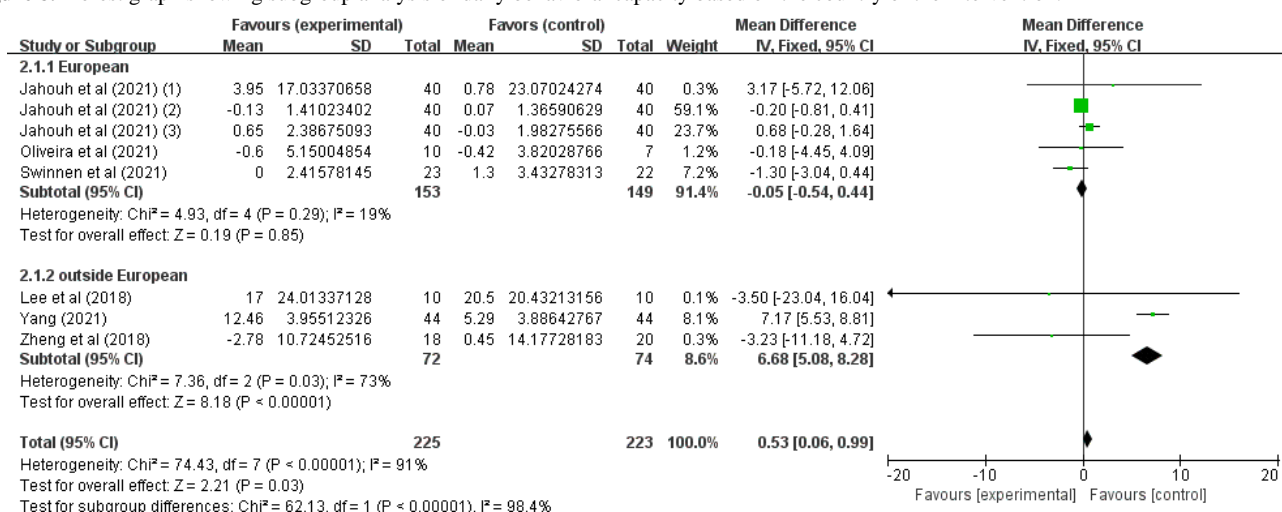 Favours (experimental) Favors (control) Mean Difference Mean Difference
Study or Subgroup Mean SD Total Mean SD Total Weight IV, Fixed, 95% CI IV, Fixed, 95% CI
2.1.1 European
Jahouh et al (2021) (1) 3.95 17.03370658 40 0.78 23.07024274 40 0.3% 3.17 [-5.72, 12.06]
Jahouh et al (2021) (2) -0.13 1.41023402 40 0.07 1.36590629 40 59.1% -0.20 [-0.81, 0.41]
Jahouh et al (2021) (3) 0.65 2.38675093 40 -0.03 1.98275566 40 23.7% 0.68 [-0.28, 1.64]
Oliveira et al (2021) -0.6 5.15004854 10 -0.42 3.82028766 7 1.2% -0.18 [-4.45, 4.09]
Swinnen et al (2021) 0 2.41578145 23 1.3 3.43278313 22 7.2% -1.30 [-3.04, 0.44]
Subtotal (95% CI) 153 149 91.4% -0.05 [-0.54, 0.44]
Heterogeneity: Chi² = 4.93, df = 4 (P = 0.29); I² = 19%
Test for overall effect: Z = 0.19 (P = 0.85)
2.1.2 outside European
Lee et al (2018) 17 24.01337128 10 20.5 20.43213156 10 0.1% -3.50 [-23.04, 16.04]
Yang (2021) 12.46 3.95512326 44 5.29 3.88642767 44 8.1% 7.17 [5.53, 8.81]
Zheng et al (2018) -2.78 10.72452516 18 0.45 14.17728183 20 0.3% -3.23 [-11.18, 4.72]
Subtotal (95% CI) 72 74 8.6% 6.68 [5.08, 8.28]
Heterogeneity: Chi² = 7.36, df = 2 (P = 0.03); I² = 73%
Test for overall effect: Z = 8.18 (P < 0.00001)
Total (95% CI) 225 223 100.0% 0.53 [0.06, 0.99]
Heterogeneity: Chi² = 74.43, df = 7 (P < 0.00001); I² = 91%
Test for overall effect: Z = 2.21 (P = 0.03)
Test for subgroup differences: Chi² = 62.13, df = 1 (P < 0.00001), I² = 98.4%
-20 -10 0 10 20
Favours [experimental] Favours [control]